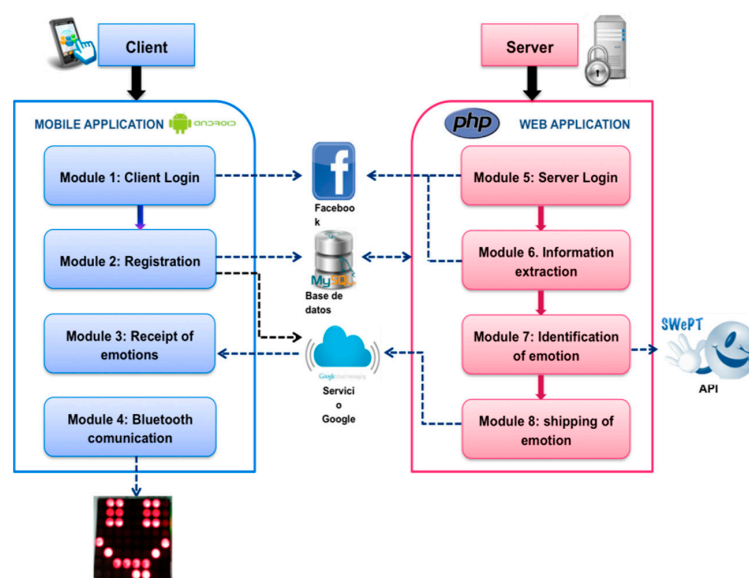 Client
Server
MOBILE APPLICATION
ANDROID
php
WEB APPLICATION
Module 1: Client Login
Module 2: Registration
Module 3: Receipt of
emotions
Module 4: Bluetooth
comunication
Faceboo
k
MySQL
Base de
datos
Servici
o
Google
Module 5: Server Login
Module 6. Information
extraction
Module 7: Identification
of emotion
Module 8: shipping of
emotion
SWePT
API